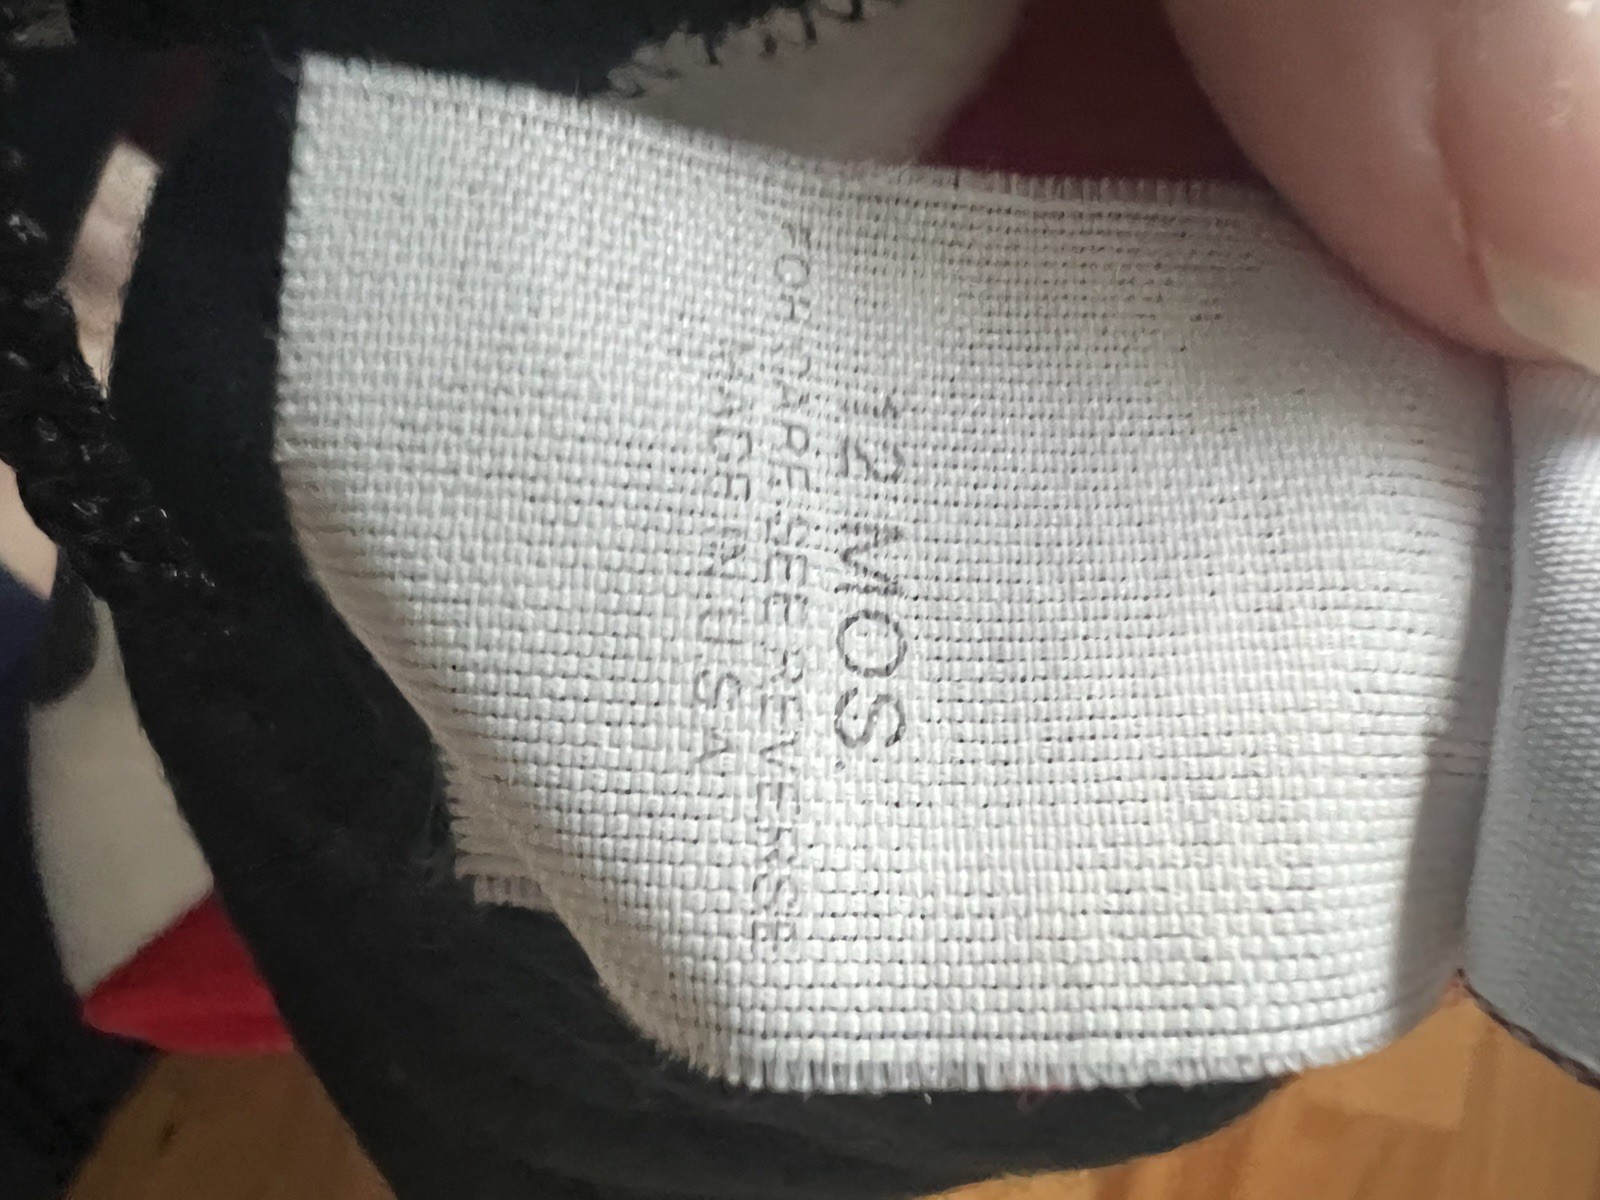 12 MOS
FOR CARE SEE REVERSE
MADE IN U.S.A